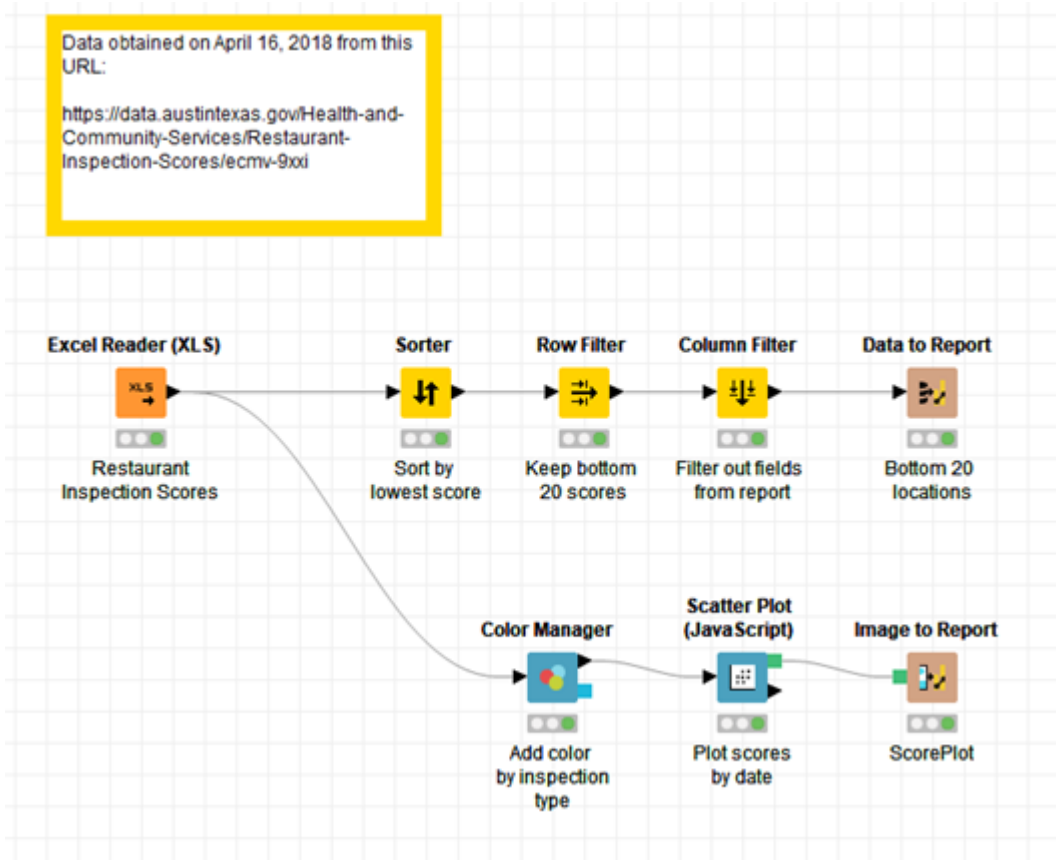 Data obtained on April 16, 2018 from this
URL:
https://data.austintexas.gov/Health-and-
Community-Services/Restaurant-
Inspection-Scores/ecmv-9xxi
Excel Reader (XLS)
Sorter
Row Filter
Column Filter
Data to Report
XLS
Restaurant
Inspection Scores
Sort by
lowest score
Keep bottom
20 scores
Filter out fields
from report
Bottom 20
locations
Color Manager
Scatter Plot
(JavaScript)
Image to Report
Add color
by inspection
type
Plot scores
by date
ScorePlot